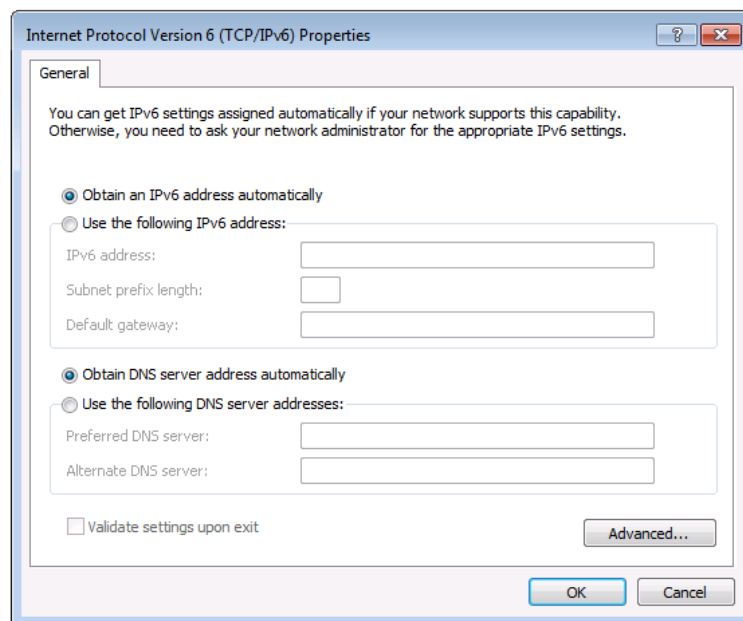 Internet Protocol Version 6 (TCP/IPv6) Properties
?
General
You can get IPv6 settings assigned automatically if your network supports this capability.
Otherwise, you need to ask your network administrator for the appropriate IPv6 settings.
Obtain an IPv6 address automatically
Use the following IPv6 address:
IPv6 address:
Subnet prefix length:
Default gateway:
Obtain DNS server address automatically
Use the following DNS server addresses:
Preferred DNS server:
Alternate DNS server:
Validate settings upon exit
Advanced...
OK Cancel